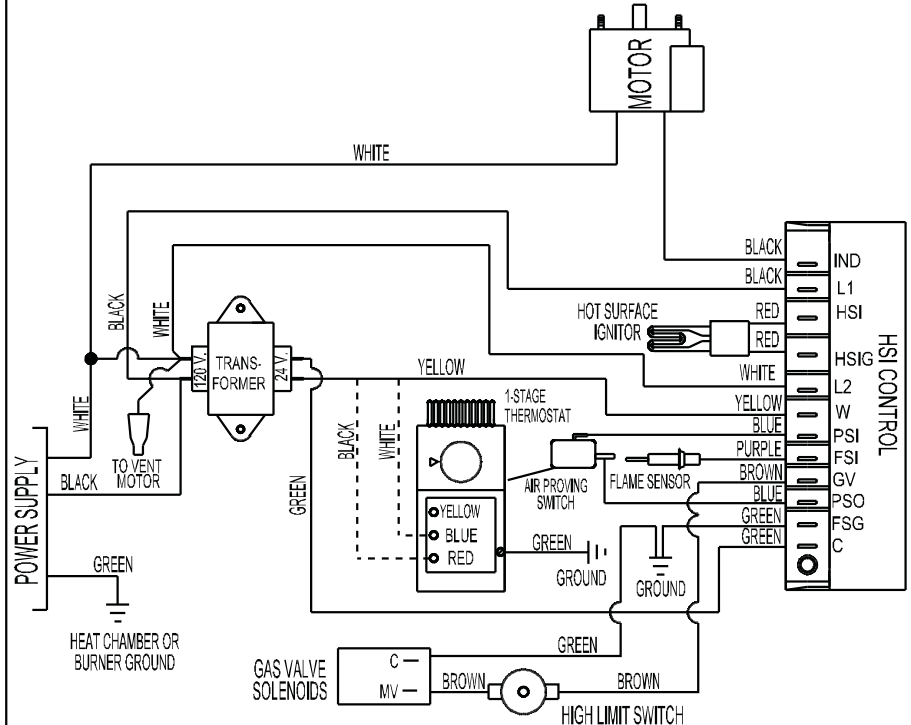 MOTOR
WHITE
BLACK
IND
BLACK
L1
HOT SURFACE
IGNITOR
RED
HSI
RED
HSIG
WHITE
L2
HSI CONTROL
BLACK
WHITE
120 V.
TRANS-
FORMER
24 V.
YELLOW
YELLOW
W
BLUE
PSI
PURPLE
FSI
BROWN
GV
BLUE
PSO
GREEN
FSG
GREEN
C
1-STAGE
THERMOSTAT
BLACK
WHITE
AIR PROVING
SWITCH
FLAME SENSOR
WHITE
TO VENT
MOTOR
BLACK
GREEN
YELLOW
BLUE
RED
GREEN
GROUND
GROUND
POWER SUPPLY
GREEN
HEAT CHAMBER OR
BURNER GROUND
GREEN
GAS VALVE
SOLENOIDS
C
MV
BROWN
BROWN
HIGH LIMIT SWITCH